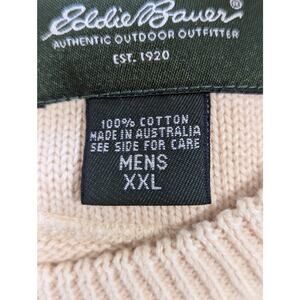 Eddie Bauer®
AUTHENTIC OUTDOOR OUTFITTER
EST. 1920
100% COTTON
MADE IN AUSTRALIA
SEE SIDE FOR CARE
MENS
XXL